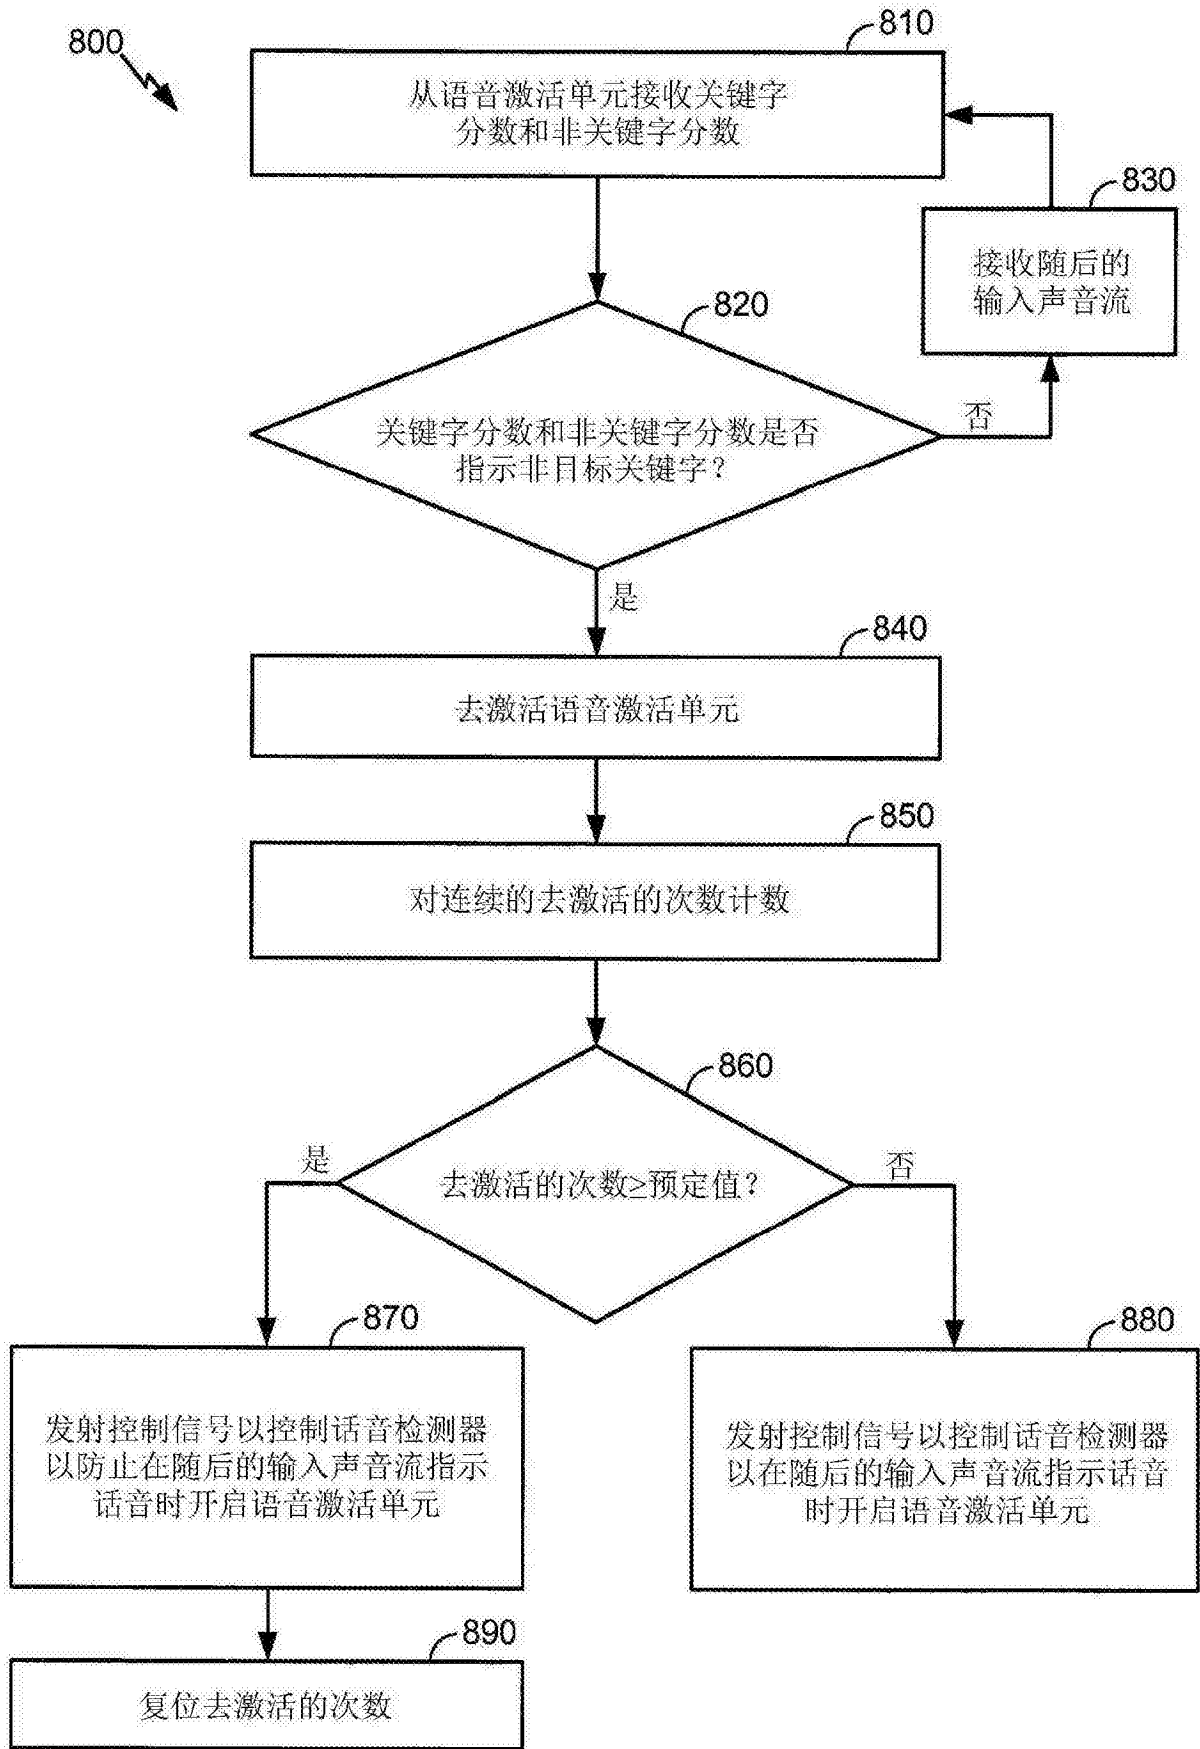 800
810
从语音激活单元接收关键字
分数和非关键字分数
830
接收随后的
输入声音流
820
关键字分数和非关键字分数是否
指示非目标关键字？
否
是
840
去激活语音激活单元
850
对连续的去激活的次数计数
860
去激活的次数≥预定值？
是
否
870
发射控制信号以控制话音检测器
以防止在随后的输入声音流指示
话音时开启语音激活单元
880
发射控制信号以控制话音检测器
以在随后的输入声音流指示话音
时开启语音激活单元
890
复位去激活的次数